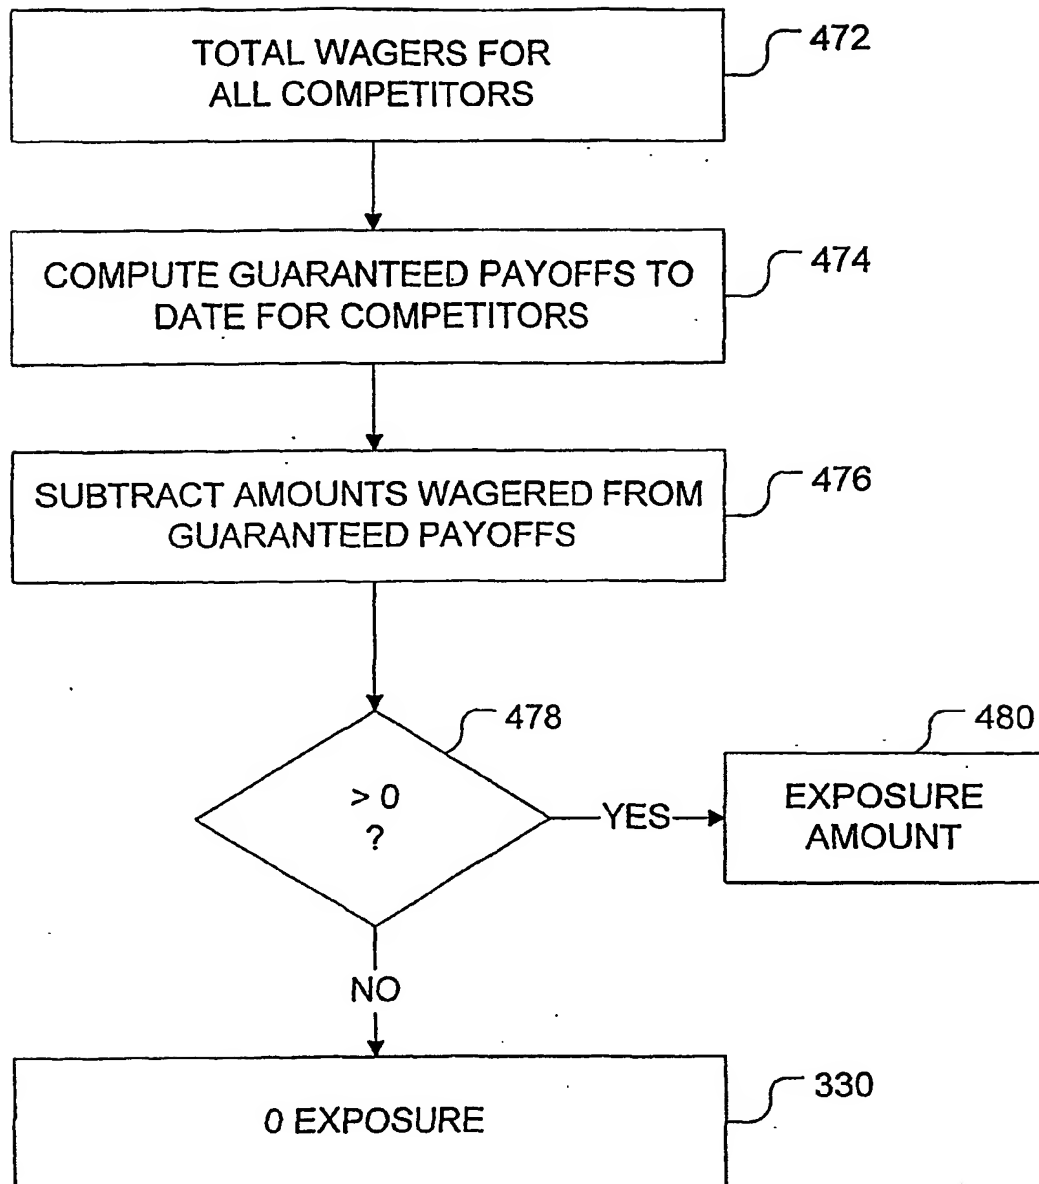 TOTAL WAGERS FOR
ALL COMPETITORS
472
COMPUTE GUARANTEED PAYOFFS TO
DATE FOR COMPETITORS
474
SUBTRACT AMOUNTS WAGERED FROM
GUARANTEED PAYOFFS
476
> 0
?
478
YES
EXPOSURE
AMOUNT
480
NO
0 EXPOSURE
330